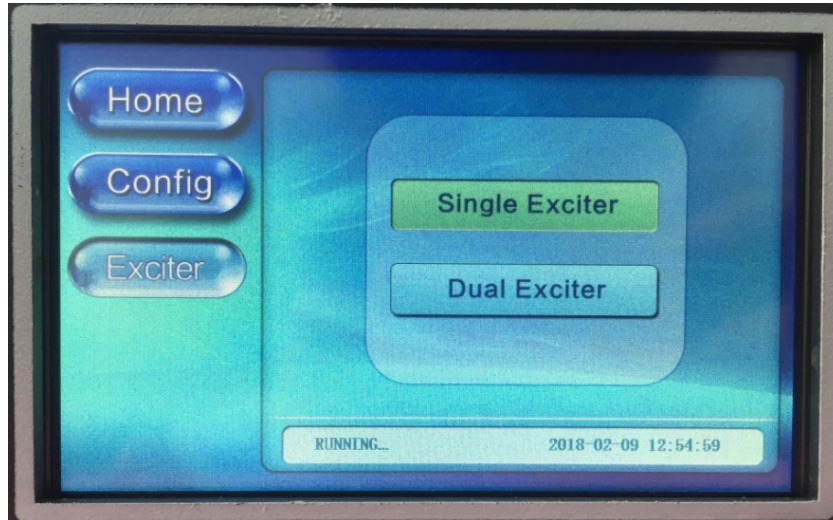 Home
Config
Exciter
Single Exciter
Dual Exciter
RUNNING... 2018-02-09 12:54:59